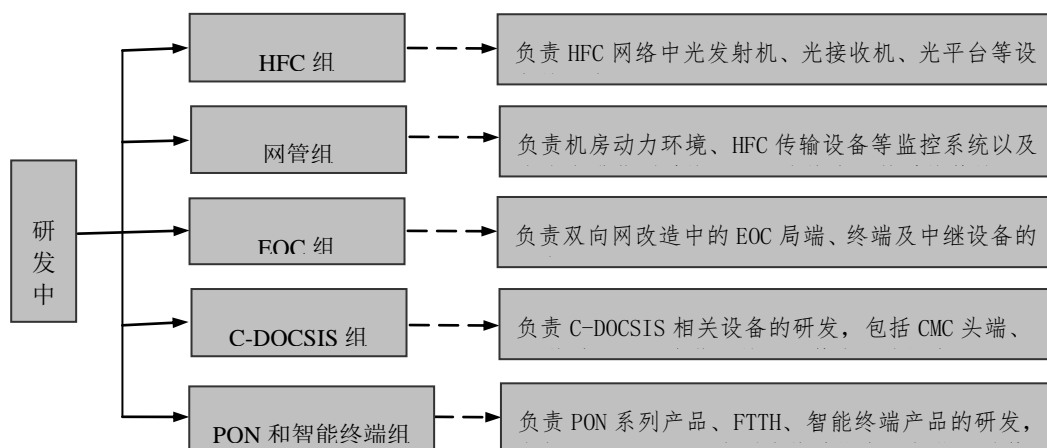 HFC 组
负责 HFC 网络中光发射机、光接收机、光平台等设
网管组
负责机房动力环境、HFC 传输设备等监控系统以及
研
发
中
EOC 组
负责双向网改造中的 EOC 局端、终端及中继设备的
C-DOCSIS 组
负责 C-DOCSIS 相关设备的研发，包括 CMC 头端、
PON 和智能终端组
负责 PON 系列产品、FTTH、智能终端产品的研发，